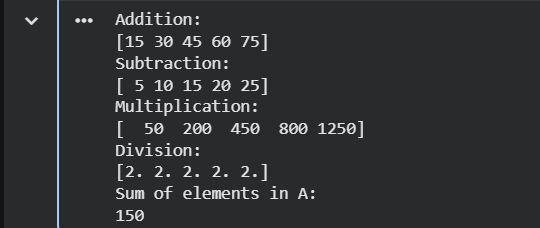 Addition:
[15 30 45 60 75]
Subtraction:
[ 5 10 15 20 25]
Multiplication:
[  50  200  450  800 1250]
Division:
[2. 2. 2. 2. 2.]
Sum of elements in A:
150